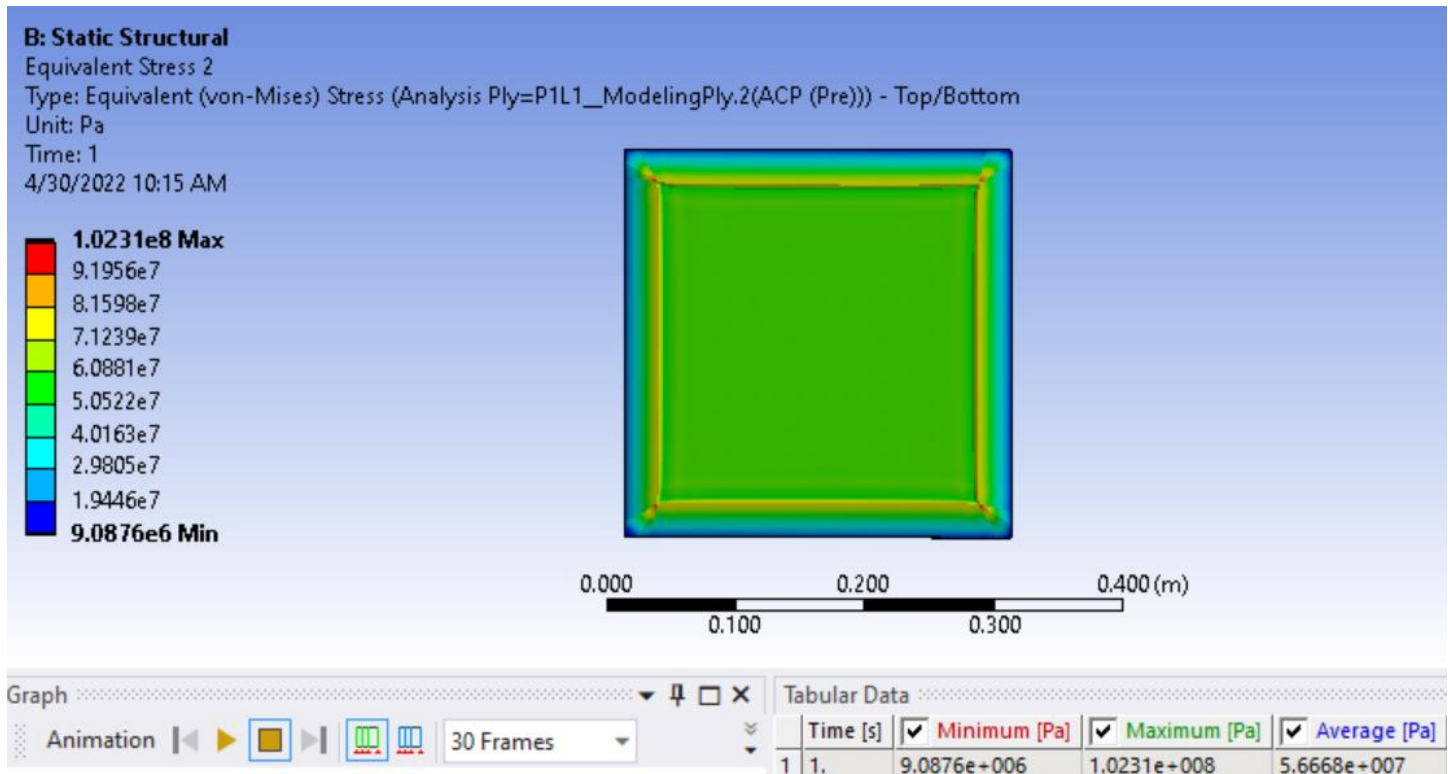 B: Static Structural
Equivalent Stress 2
Type: Equivalent (von-Mises) Stress (Analysis Ply=P1L1__ModelingPly.2(ACP (Pre))) - Top/Bottom
Unit: Pa
Time: 1
4/30/2022 10:15 AM
1.0231e8 Max
9.1956e7
8.1598e7
7.1239e7
6.0881e7
5.0522e7
4.0163e7
2.9805e7
1.9446e7
9.0876e6 Min
0.000 0.200 0.400 (m)
0.100 0.300
Graph
Animation 30 Frames
Tabular Data
Time [s] Minimum [Pa] Maximum [Pa] Average [Pa]
1 1. 9.0876e+006 1.0231e+008 5.6668e+007